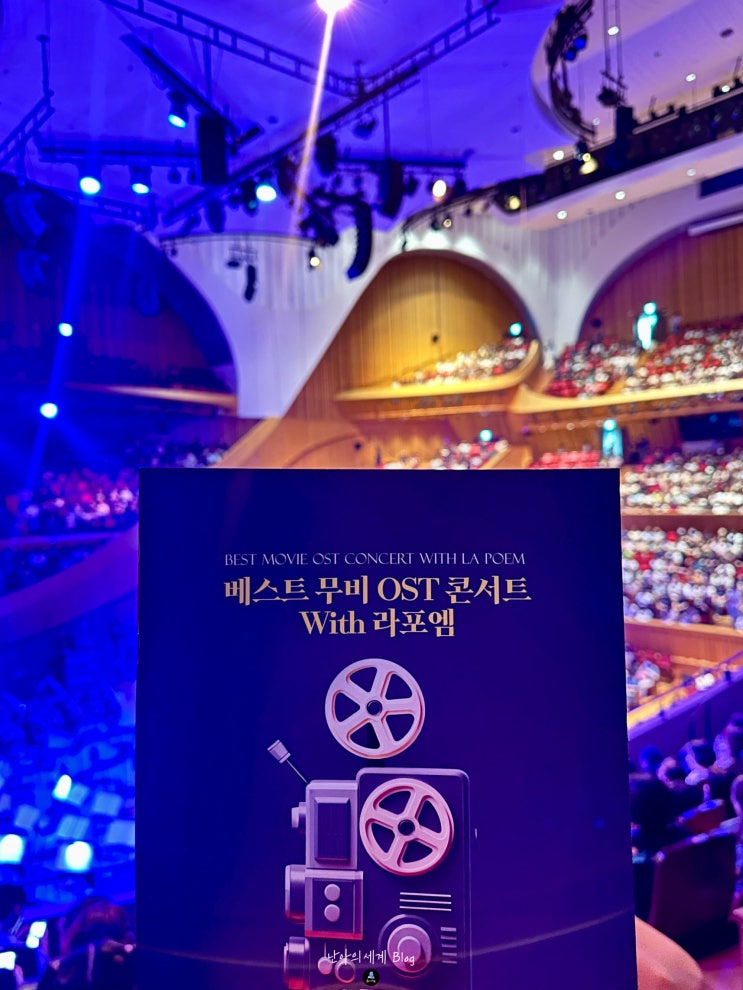 BEST MOVIE OST CONCERT WITH LA POEM
베스트 무비 OST 콘서트
With 라포엠
난악의세계 Blog